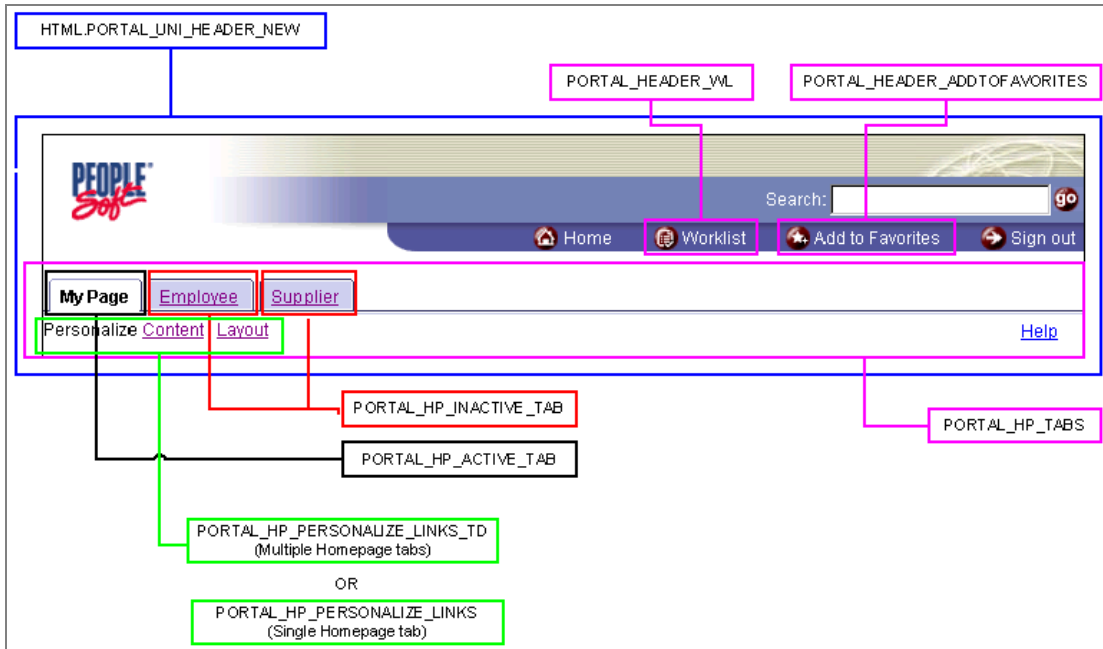 HTML.PORTAL_UNI_HEADER_NEW
PORTAL_HEADER_WL
PORTAL_HEADER_ADDTOFAVORITES
PEOPLE
Soft
Search:
go
Home
Worklist
Add to Favorites
Sign out
My Page
Employee
Supplier
Personalize Content Layout
Help
PORTAL_HP_INACTIVE_TAB
PORTAL_HP_TABS
PORTAL_HP_ACTIVE_TAB
PORTAL_HP_PERSONALIZE_LINKS_TD
(Multiple Homepage tabs)
OR
PORTAL_HP_PERSONALIZE_LINKS
(Single Homepage tab)